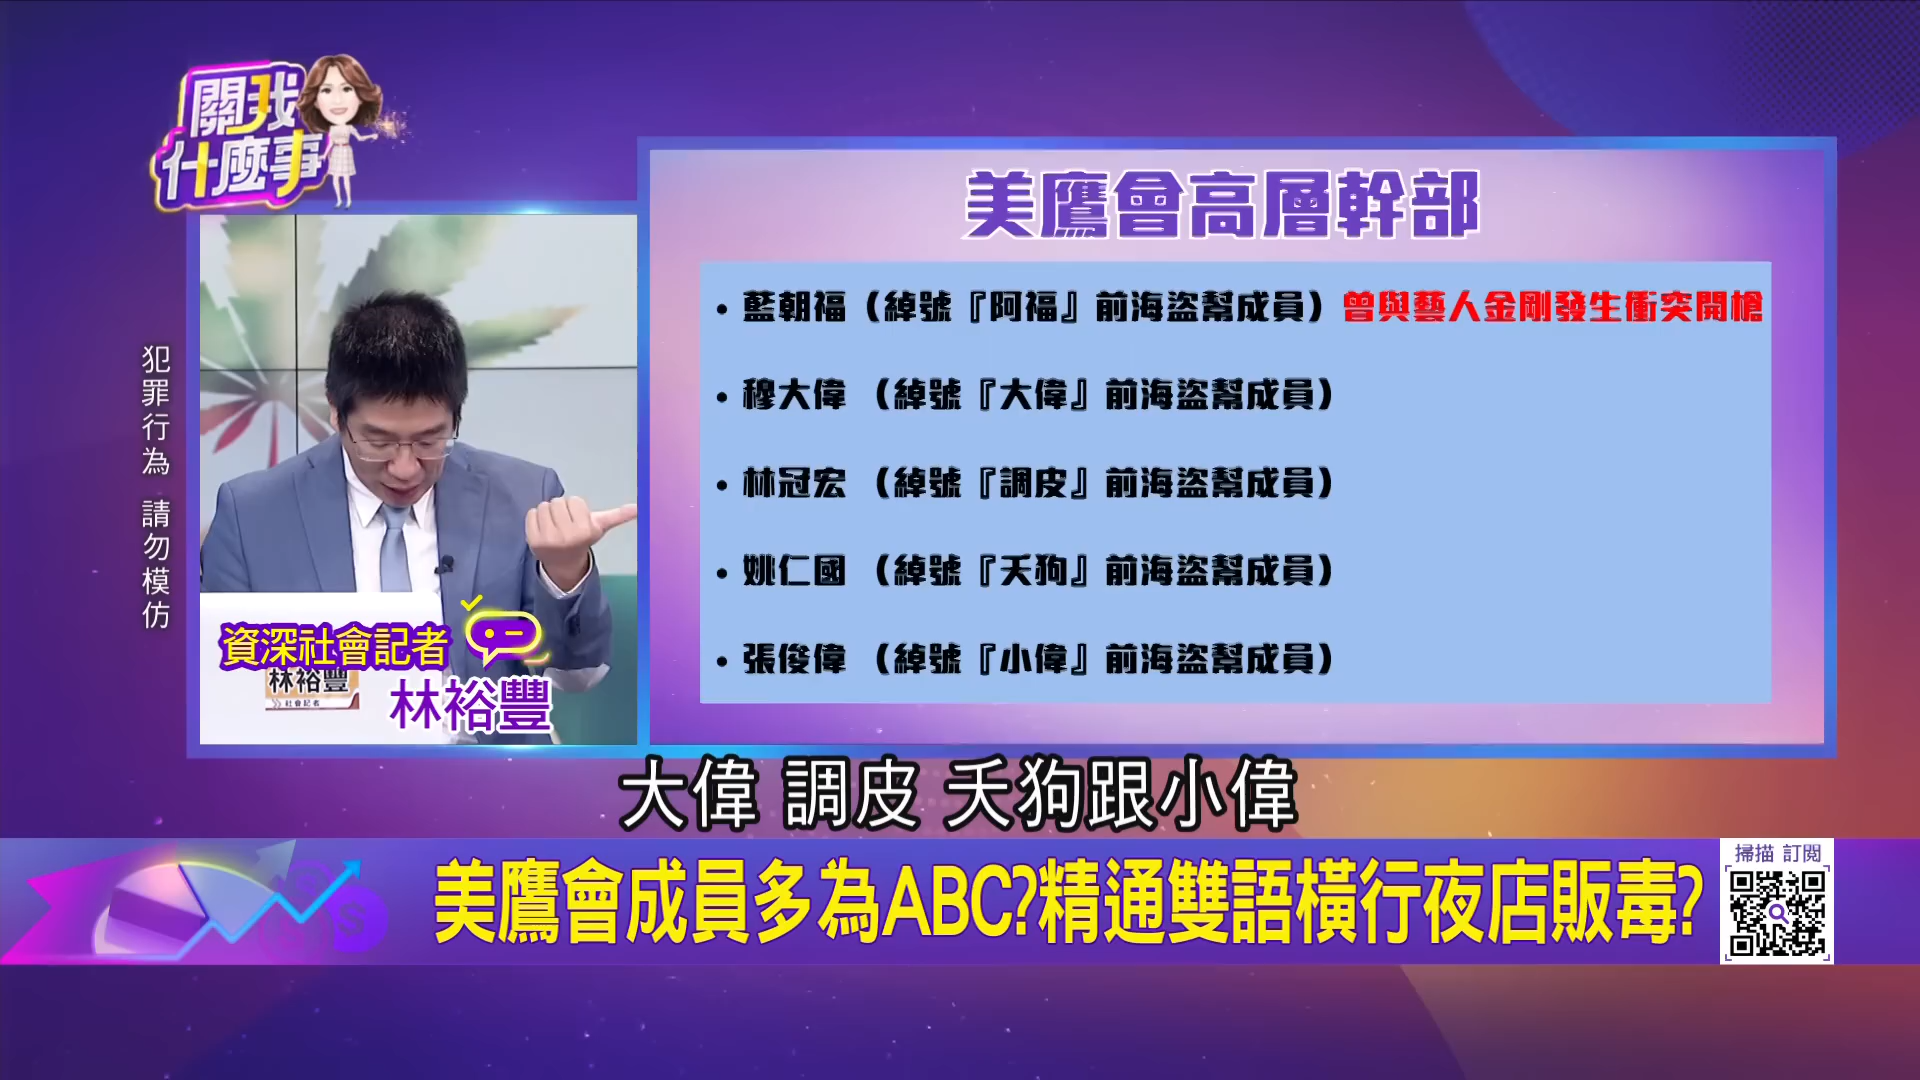 關我
什麼事
犯罪行為 請勿模仿
美鷹會高層幹部
• 藍朝福（綽號『阿福』前海盜幫成員）曾與藝人金剛發生衝突開槍
• 穆大偉（綽號『大偉』前海盜幫成員）
• 林冠宏（綽號『調皮』前海盜幫成員）
• 姚仁國（綽號『夭狗』前海盜幫成員）
• 張俊偉（綽號『小偉』前海盜幫成員）
資深社會記者
林裕豐
社會記者
林裕豐
大偉 調皮 夭狗跟小偉
美鷹會成員多為ABC?精通雙語橫行夜店販毒?
掃描 訂閱